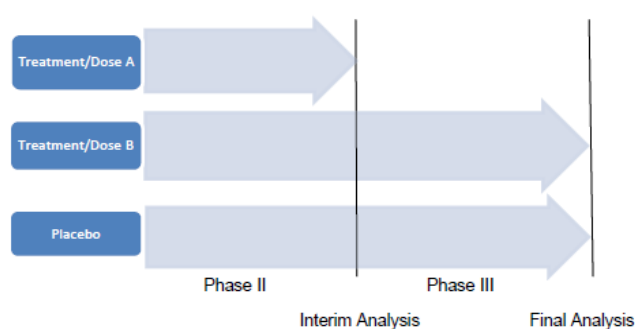 Treatment/Dose A
Treatment/Dose B
Placebo
Phase II
Phase III
Interim Analysis
Final Analysis